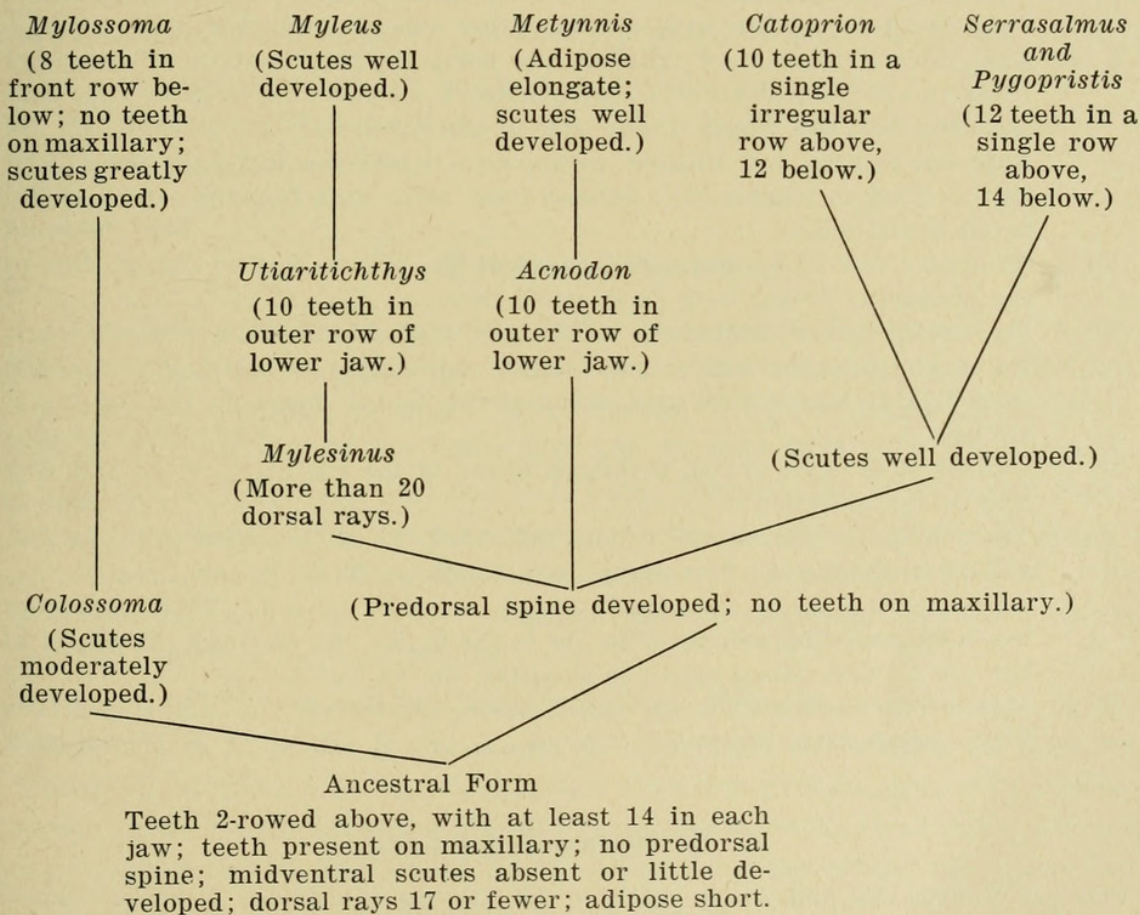 Mylossoma
(8 teeth in
front row be-
low; no teeth
on maxillary;
scutes greatly
developed.)
Myleus
(Scutes well
developed.)
Metynnis
(Adipose
elongate;
scutes well
developed.)
Catoprion
(10 teeth in a
single
irregular
row above,
12 below.)
Serrasalmus
and
Pygopristis
(12 teeth in a
single row
above,
14 below.)
Utiaritichthys
(10 teeth in
outer row of
lower jaw.)
Acnodon
(10 teeth in
outer row of
lower jaw.)
Mylesinus
(More than 20
dorsal rays.)
(Scutes well developed.)
Colossoma
(Scutes
moderately
developed.)
(Predorsal spine developed; no teeth on maxillary.)
Ancestral Form
Teeth 2-rowed above, with at least 14 in each
jaw; teeth present on maxillary; no predorsal
spine; midventral scutes absent or little de-
veloped; dorsal rays 17 or fewer; adipose short.